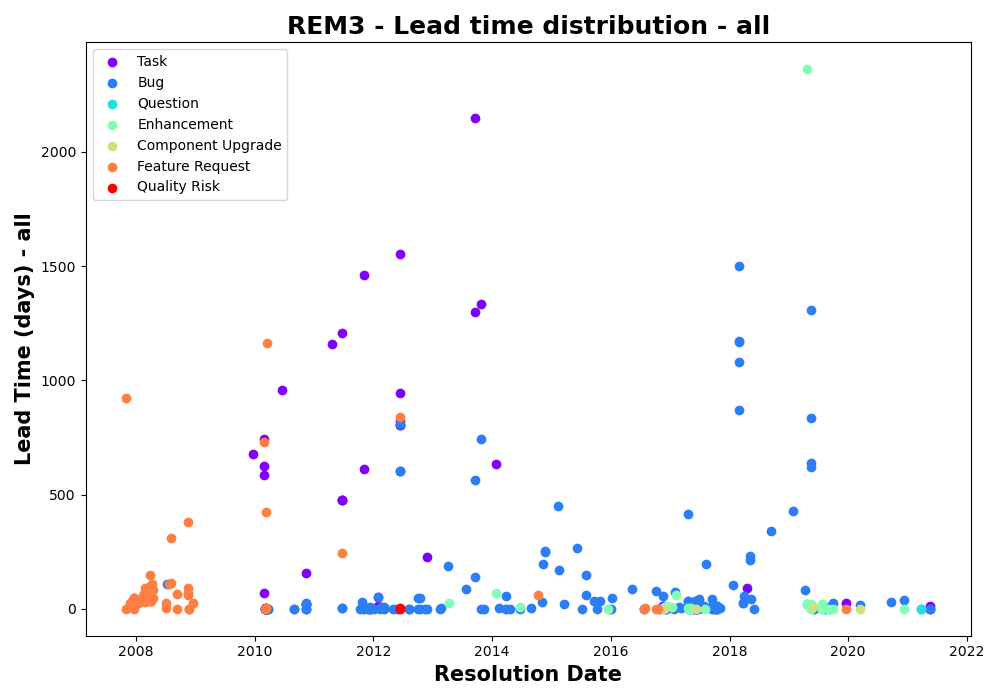 REM3 - Lead time distribution - all
Task
Bug
Question
Enhancement
Component Upgrade
Feature Request
Quality Risk
Lead Time (days) - all
2000
1500
1000
500
0
2008 2010 2012 2014 2016 2018 2020 2022
Resolution Date